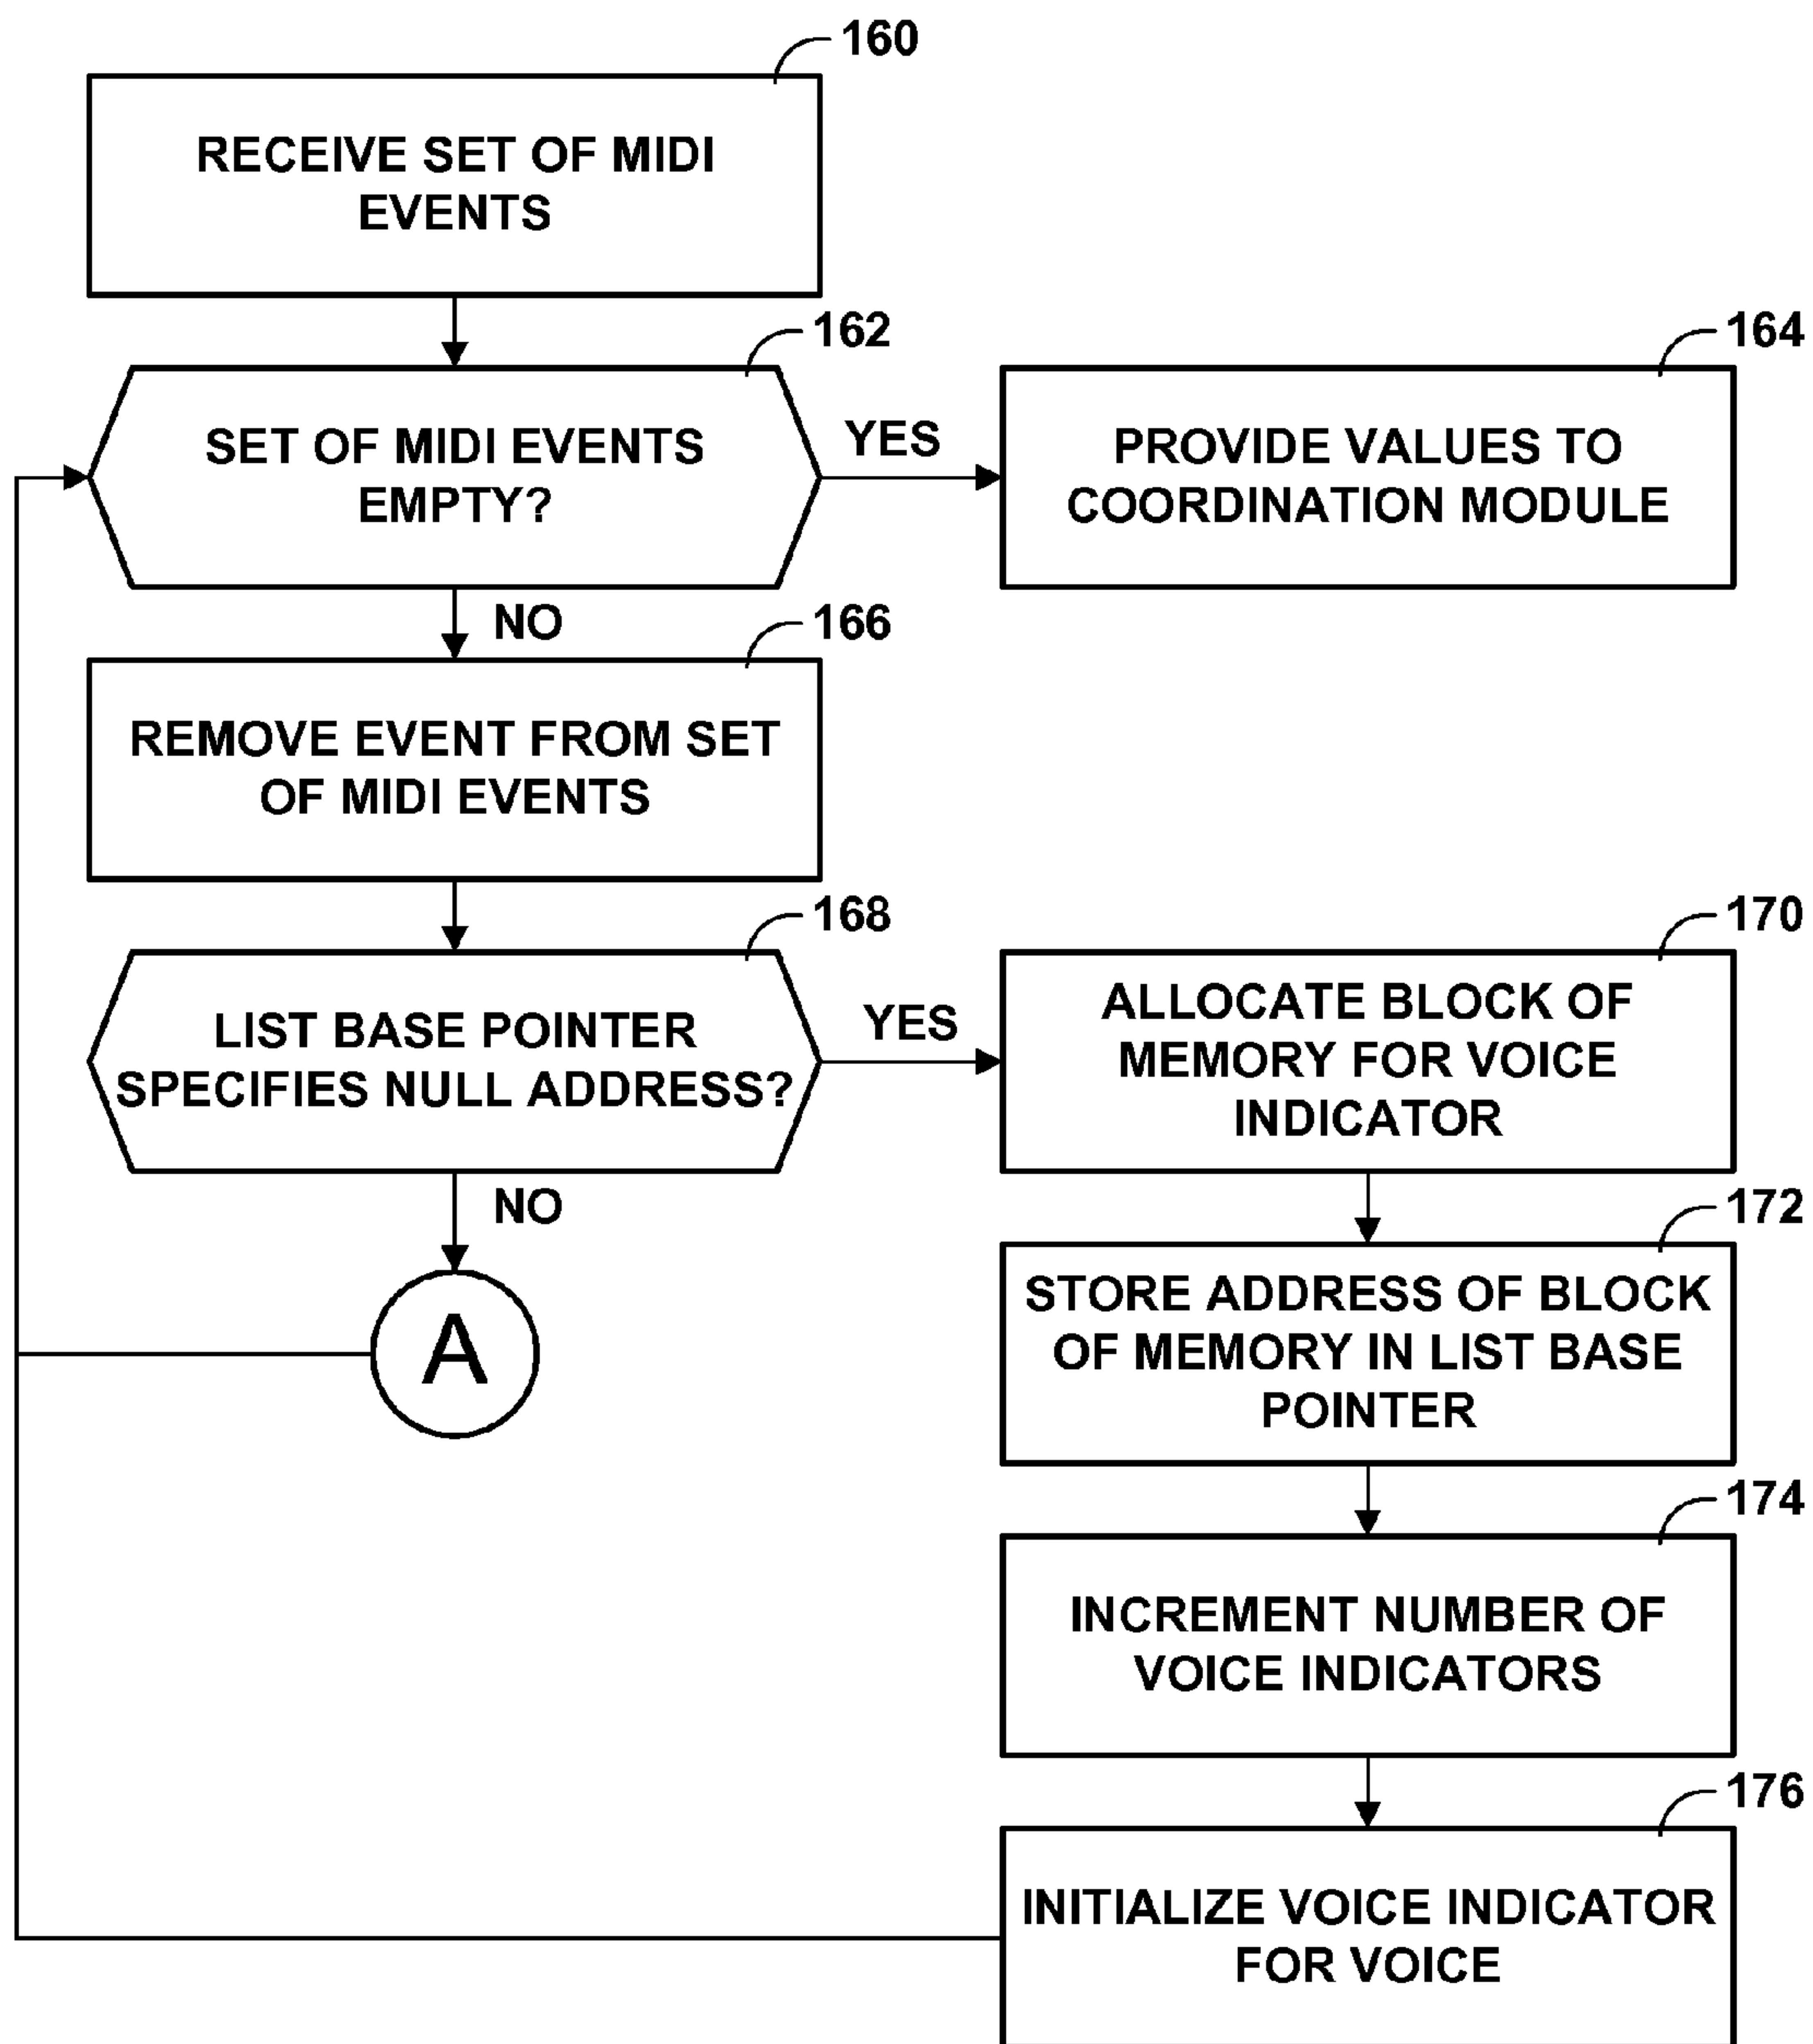 160
RECEIVE SET OF MIDI
EVENTS
162
SET OF MIDI EVENTS
EMPTY?
YES
164
PROVIDE VALUES TO
COORDINATION MODULE
NO
166
REMOVE EVENT FROM SET
OF MIDI EVENTS
168
LIST BASE POINTER
SPECIFIES NULL ADDRESS?
YES
170
ALLOCATE BLOCK OF
MEMORY FOR VOICE
INDICATOR
NO
A
172
STORE ADDRESS OF BLOCK
OF MEMORY IN LIST BASE
POINTER
174
INCREMENT NUMBER OF
VOICE INDICATORS
176
INITIALIZE VOICE INDICATOR
FOR VOICE